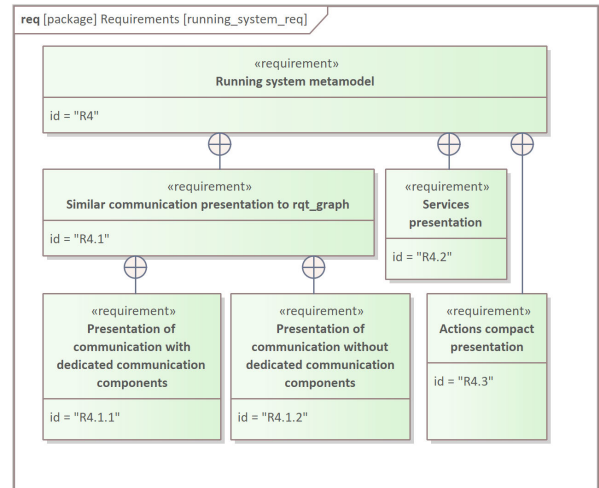 req [package] Requirements [running_system_req]
«requirement»
Running system metamodel
id = "R4"
«requirement»
Similar communication presentation to rqt_graph
id = "R4.1"
«requirement»
Services
presentation
id = "R4.2"
«requirement»
Presentation of
communication with
dedicated communication
components
id = "R4.1.1"
«requirement»
Presentation of
communication without
dedicated communication
components
id = "R4.1.2"
«requirement»
Actions compact
presentation
id = "R4.3"